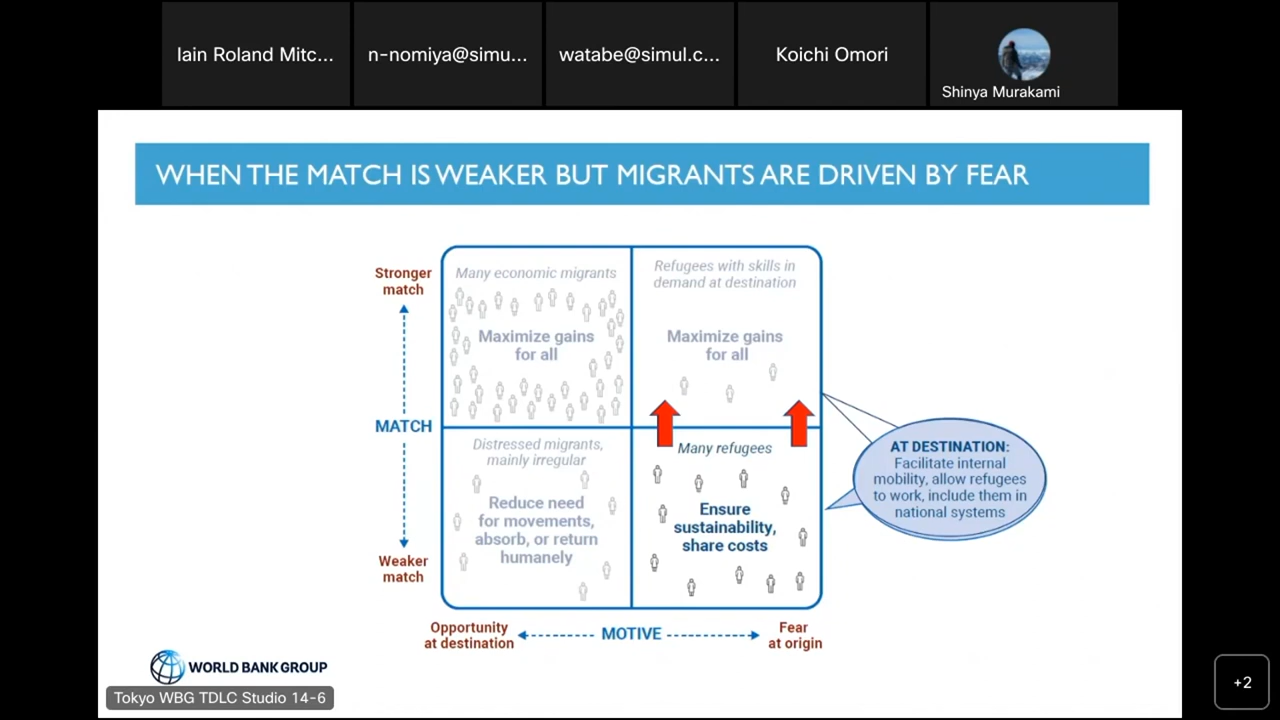 Iain Roland Mitc...
n-nomiya@simu...
watabe@simul.c...
Koichi Omori
Shinya Murakami
WHEN THE MATCH IS WEAKER BUT MIGRANTS ARE DRIVEN BY FEAR
Stronger
match
MATCH
Weaker
match
Many economic migrants
Maximize gains
for all
Refugees with skills in
demand at destination
Maximize gains
for all
Distressed migrants,
mainly irregular
Reduce need
for movements,
absorb, or return
humanely
Many refugees
Ensure
sustainability,
share costs
AT DESTINATION:
Facilitate internal
mobility, allow refugees
to work, include them in
national systems
Opportunity
at destination
MOTIVE
Fear
at origin
WORLD BANK GROUP
Tokyo WBG TDLC Studio 14-6
+2